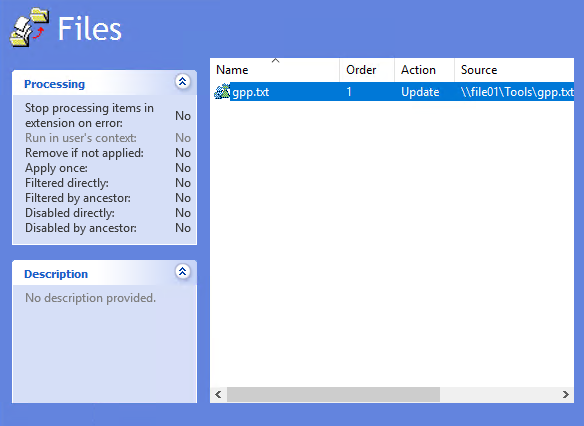 Files
Processing
Stop processing items in extension on error: No
Run in user's context: No
Remove if not applied: No
Apply once: No
Filtered directly: No
Filtered by ancestor: No
Disabled directly: No
Disabled by ancestor: No
Description
No description provided.
Name Order Action Source
gpp.txt 1 Update \\file01\Tools\gpp.txt